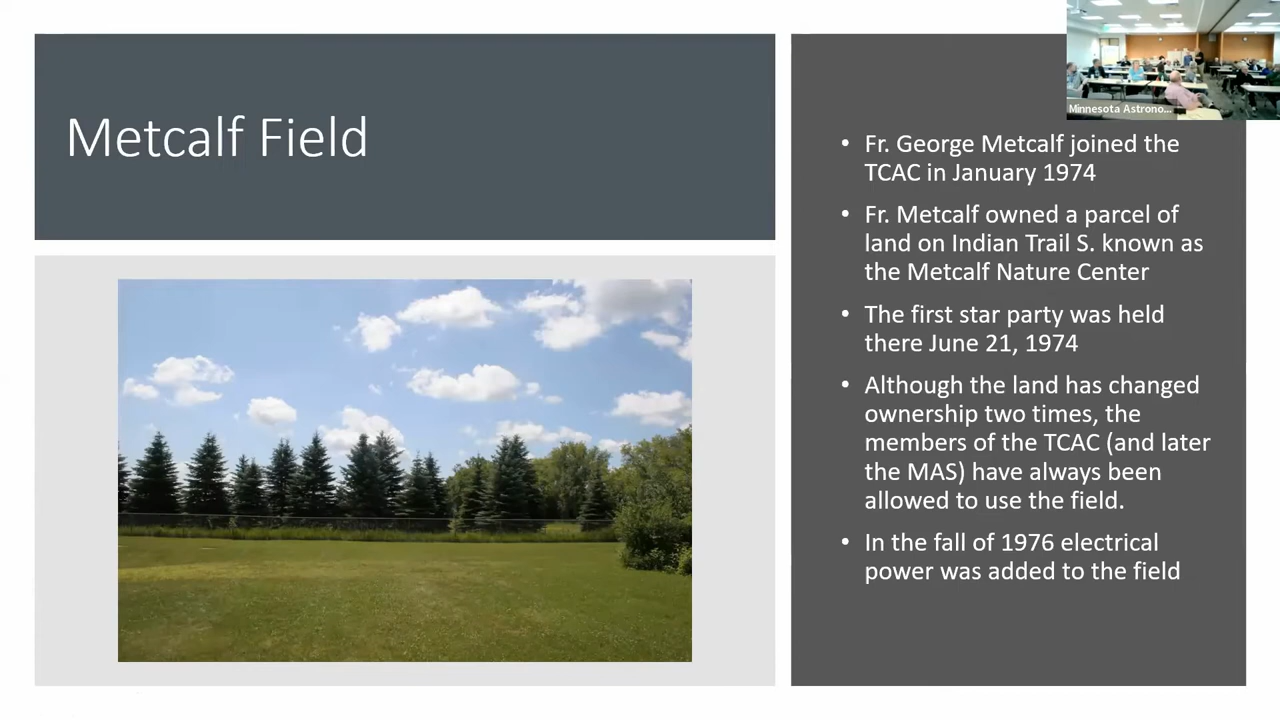 Metcalf Field
Minnesota Astrono...
• Fr. George Metcalf joined the
TCAC in January 1974
• Fr. Metcalf owned a parcel of
land on Indian Trail S. known as
the Metcalf Nature Center
• The first star party was held
there June 21, 1974
• Although the land has changed
ownership two times, the
members of the TCAC (and later
the MAS) have always been
allowed to use the field.
• In the fall of 1976 electrical
power was added to the field